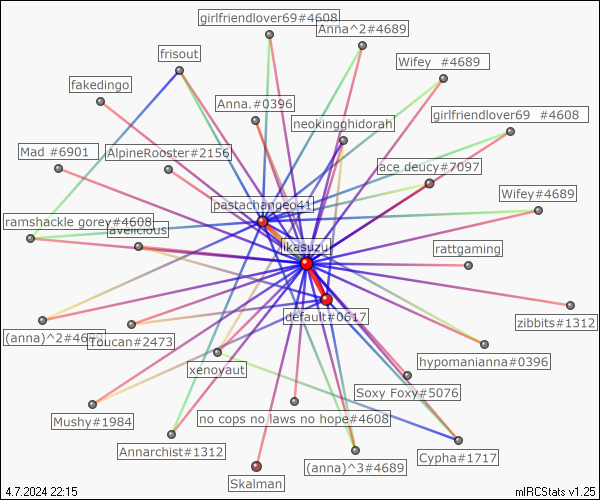 girlfriendlover69#4608
Anna^2#4689
frisout
Wifey  #4689
fakedingo
Anna.#0396
girlfriendlover69  #4608
neokingghidorah
Mad #6901
AlpineRooster#2156
ace deucy#7097
Wifey#4689
pastachangeo41
ramshackle gorey#4608
avelicious
likasuzu
rattgaming
default#0617
zibbits#1312
(anna)^2#4689
Toucan#2473
hypomanianna#0396
xenoyaut
Soxy Foxy#5076
Mushy#1984
no cops no laws no hope#4608
Annarchist#1312
Cypha#1717
(anna)^3#4689
Skalman
4.7.2024 22:15
mIRCStats v1.25